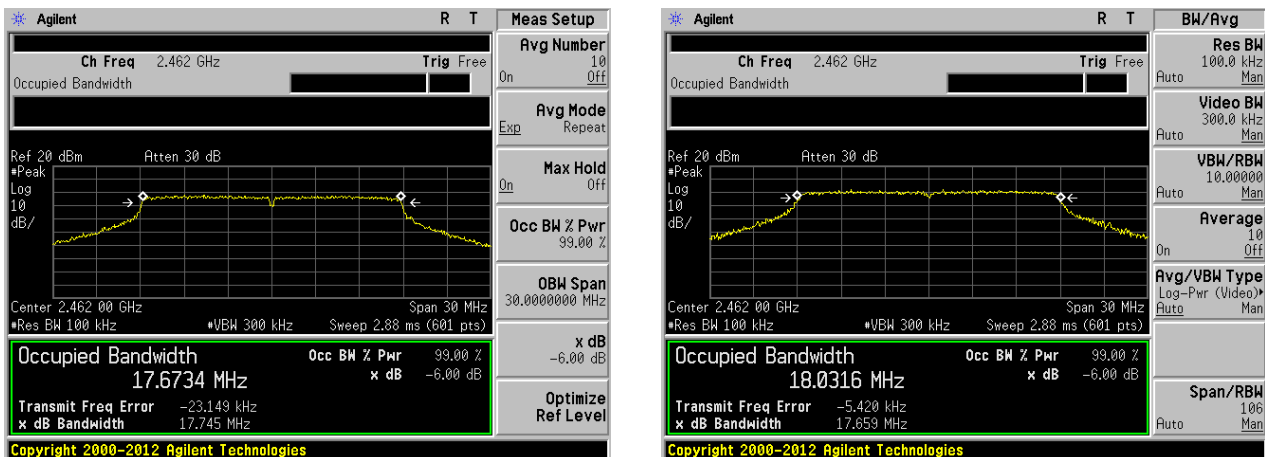 Agilent R T Meas Setup
Ch Freq 2.462 GHz Trig Free
Occupied Bandwidth
Avg Number
10
On Off
Avg Mode
Exp Repeat
Max Hold
On Off
Occ BW % Pwr
99.00 %
OBW Span
30.0000000 MHz
x dB
-6.00 dB
Optimize
Ref Level
Ref 20 dBm Atten 30 dB
#Peak
Log
10
dB/
Center 2.462 00 GHz Span 30 MHz
#Res BW 100 kHz #VBW 300 kHz Sweep 2.88 ms (601 pts)
Occupied Bandwidth Occ BW % Pwr 99.00 %
17.6734 MHz x dB -6.00 dB
Transmit Freq Error -23.149 kHz
x dB Bandwidth 17.745 MHz
Copyright 2000-2012 Agilent Technologies
Agilent R T BW/Avg
Ch Freq 2.462 GHz Trig Free
Occupied Bandwidth
Res BW
100.0 kHz
Auto Man
Video BW
300.0 kHz
Auto Man
VBW/RBW
10.00000
Auto Man
Average
10
On Off
Avg/VBW Type
Log-Pwr (Video)
Auto Man
Span/RBW
106
Auto Man
Ref 20 dBm Atten 30 dB
#Peak
Log
10
dB/
Center 2.462 00 GHz Span 30 MHz
#Res BW 100 kHz #VBW 300 kHz Sweep 2.88 ms (601 pts)
Occupied Bandwidth Occ BW % Pwr 99.00 %
18.0316 MHz x dB -6.00 dB
Transmit Freq Error -5.420 kHz
x dB Bandwidth 17.659 MHz
Copyright 2000-2012 Agilent Technologies